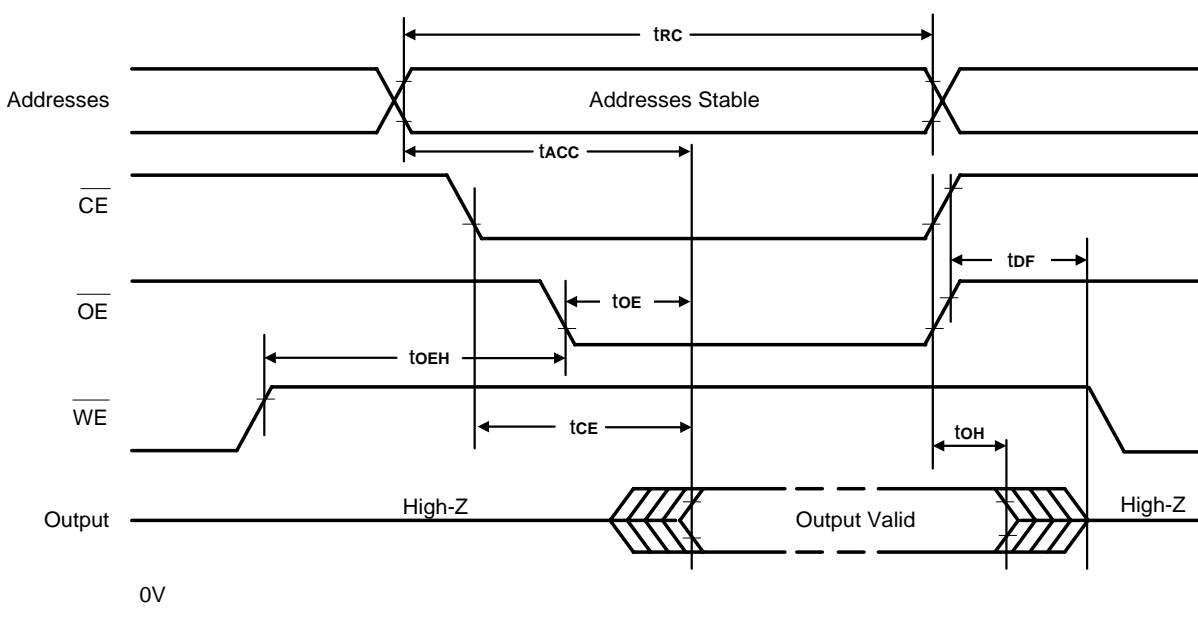 tRC
Addresses
Addresses Stable
tACC
CE
tDF
OE
tOE
tOEH
WE
tCE
tOH
High-Z
Output
Output Valid
High-Z
0V